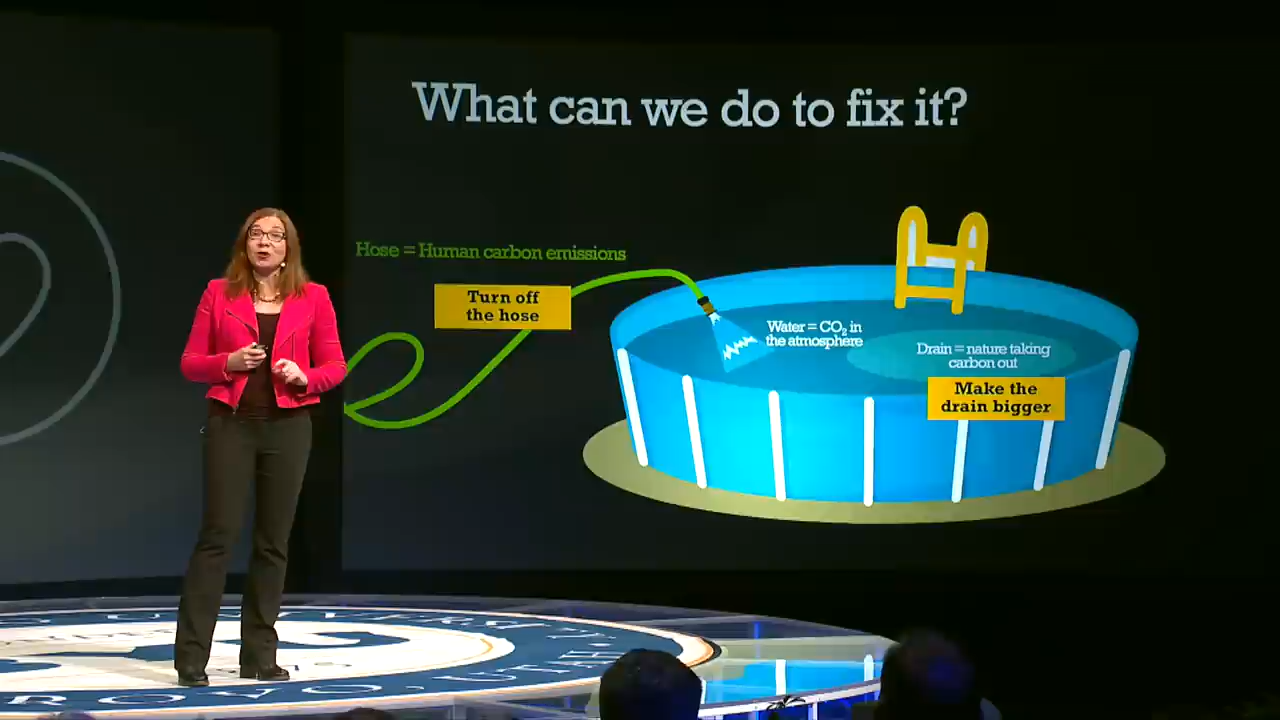 What can we do to fix it?
Hose = Human carbon emissions
Turn off
the hose
Water = CO₂ in
the atmosphere
Drain = nature taking
carbon out
Make the
drain bigger
UTAH